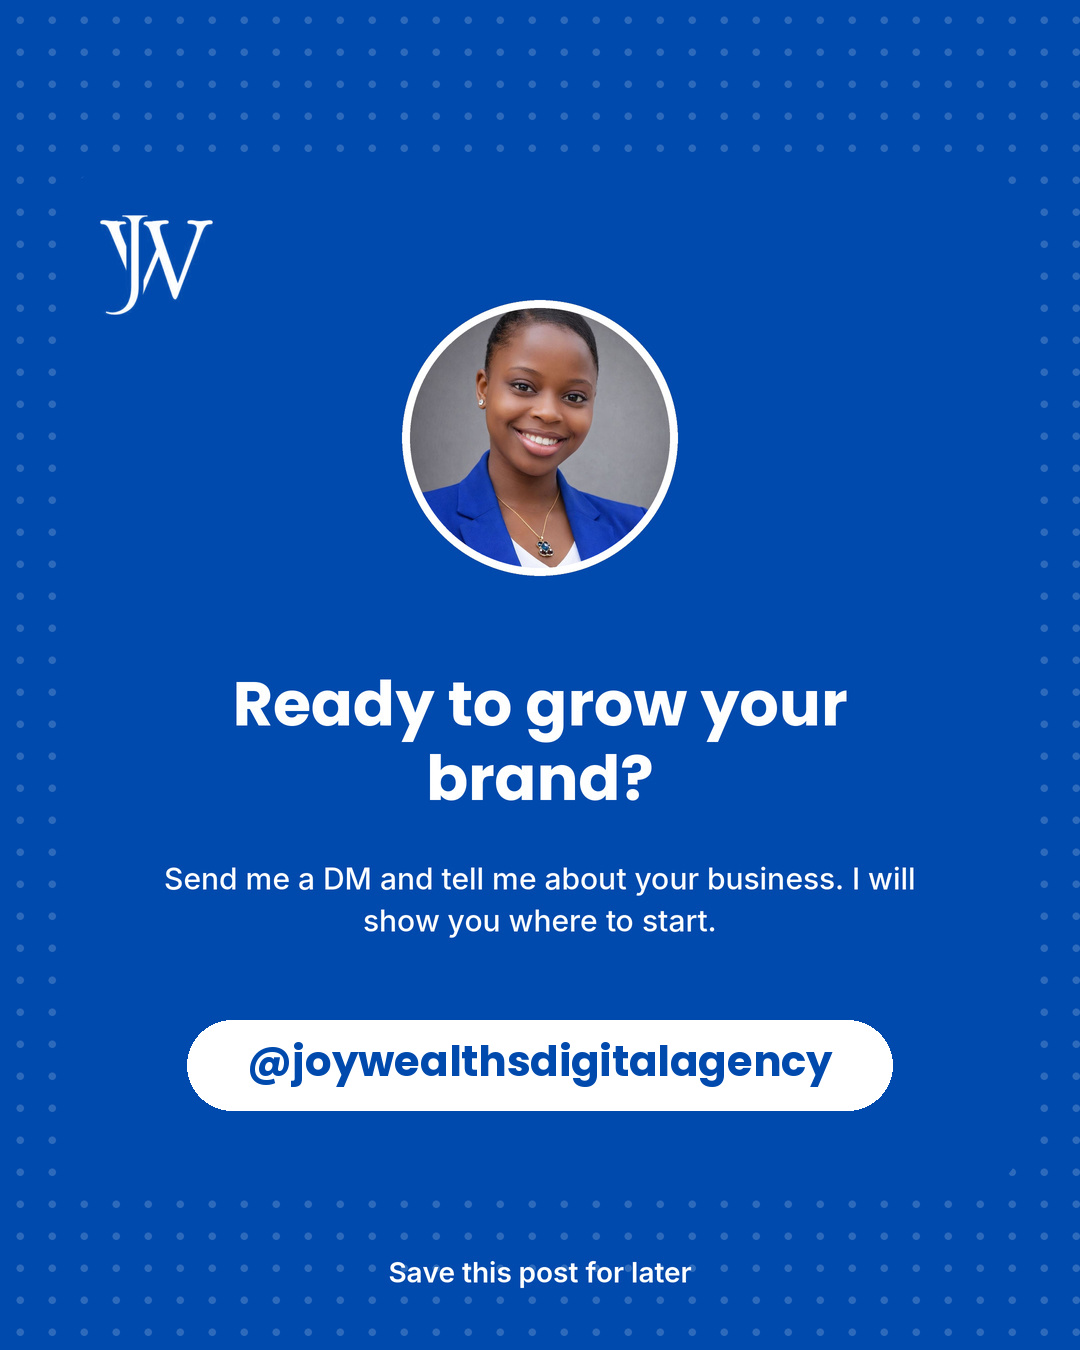 JW
Ready to grow your
brand?
Send me a DM and tell me about your business. I will
show you where to start.
@joywealthsdigitalagency
Save this post for later